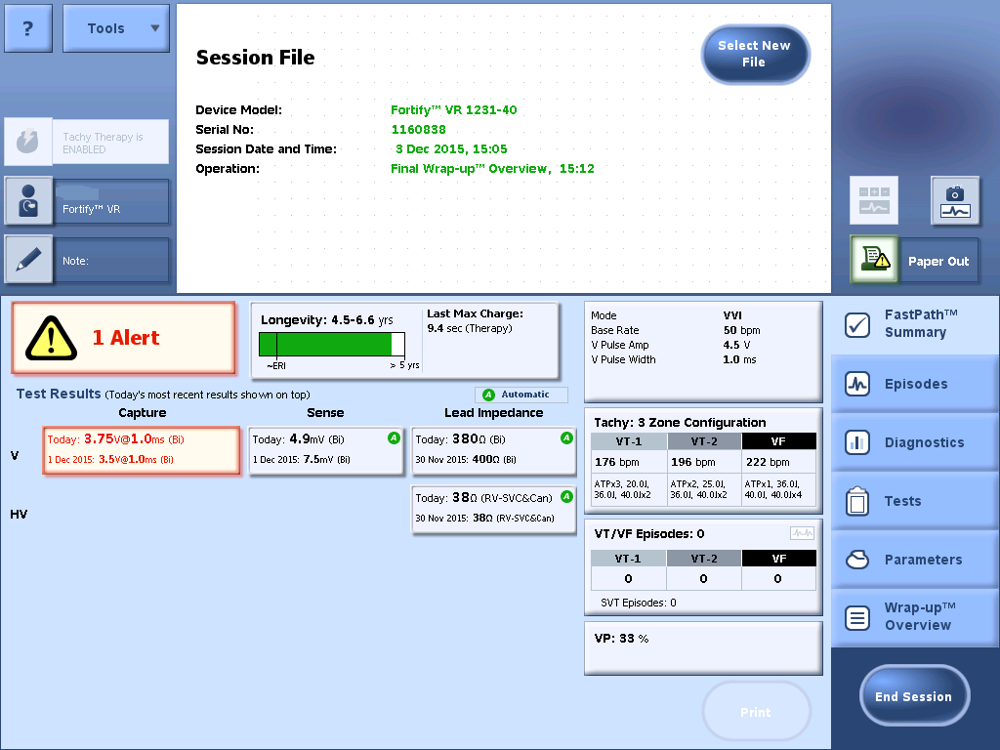 ?
Tools
Session File
Select New
File
Device Model: Fortify™ VR 1231-40
Serial No: 1160838
Session Date and Time: 3 Dec 2015, 15:05
Operation: Final Wrap-up™ Overview, 15:12
Tachy Therapy is
ENABLED
Fortify™ VR
Note:
Paper Out
1 Alert
Longevity: 4.5-6.6 yrs
~ERI
> 5 yrs
Last Max Charge:
9.4 sec (Therapy)
Mode VVI
Base Rate 50 bpm
V Pulse Amp 4.5 V
V Pulse Width 1.0 ms
Test Results (Today's most recent results shown on top)
A Automatic
Capture Sense Lead Impedance
V
Today: 3.75V@1.0ms (Bi)
1 Dec 2015: 3.5V@1.0ms (Bi)
Today: 4.9mV (Bi) A
1 Dec 2015: 7.5mV (Bi)
Today: 380Ω (Bi) A
30 Nov 2015: 400Ω (Bi)
HV
Today: 38Ω (RV-SVC&Can) A
30 Nov 2015: 38Ω (RV-SVC&Can)
Tachy: 3 Zone Configuration
VT-1 VT-2 VF
176 bpm 196 bpm 222 bpm
ATPx3, 20.0J, ATPx2, 25.0J, ATPx1, 36.0J,
36.0J, 40.0Jx2 36.0J, 40.0Jx2 40.0J, 40.0Jx4
VT/VF Episodes: 0
VT-1 VT-2 VF
0 0 0
SVT Episodes: 0
VP: 33 %
Print
FastPath™
Summary
Episodes
Diagnostics
Tests
Parameters
Wrap-up™
Overview
End Session